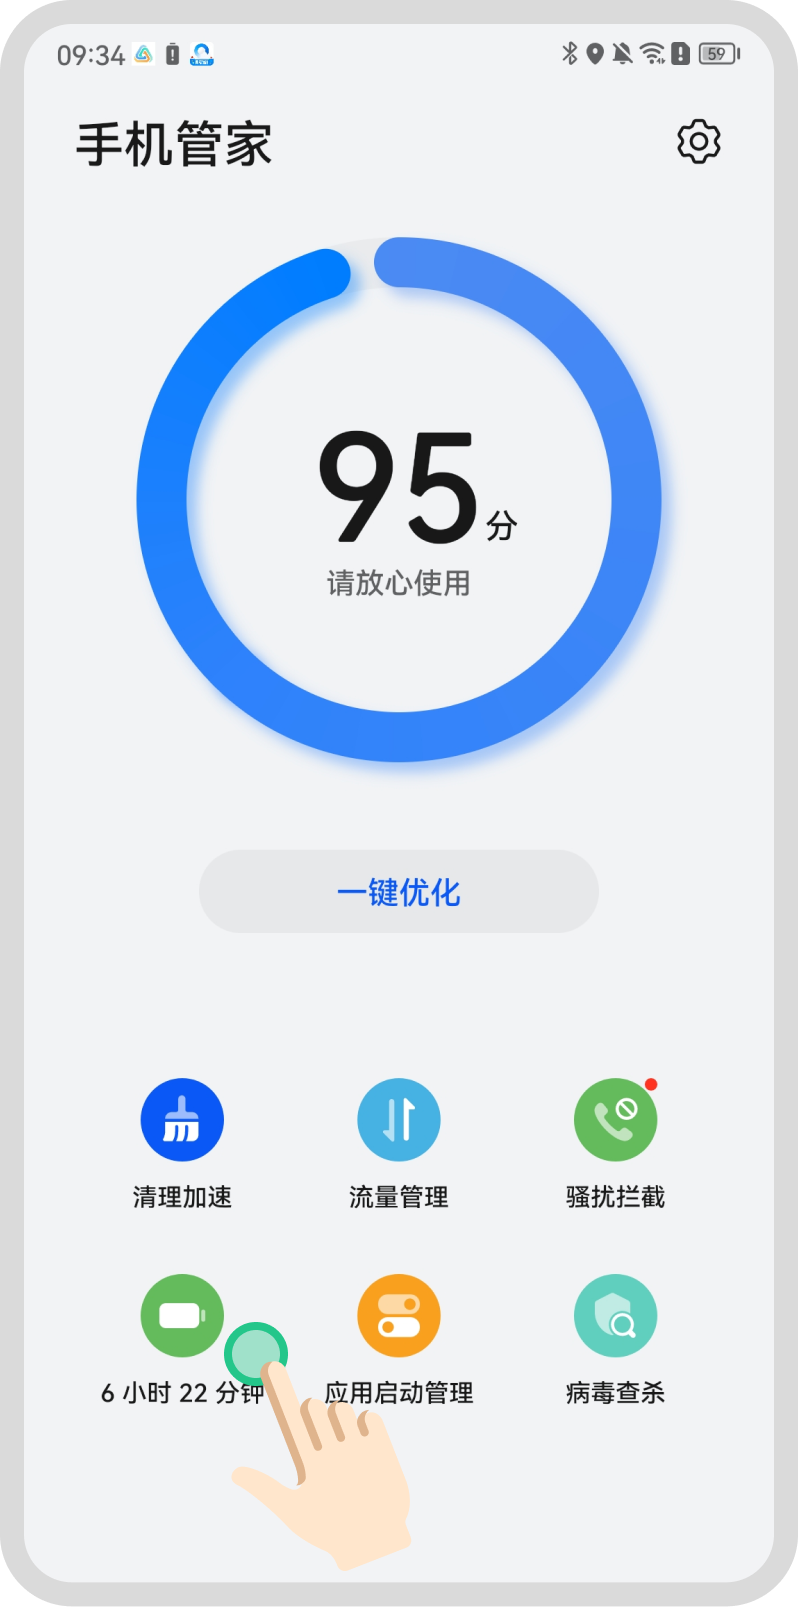 09:34 59
手机管家
95分
请放心使用
一键优化
清理加速 流量管理 骚扰拦截
6 小时 22 分钟 应用启动管理 病毒查杀